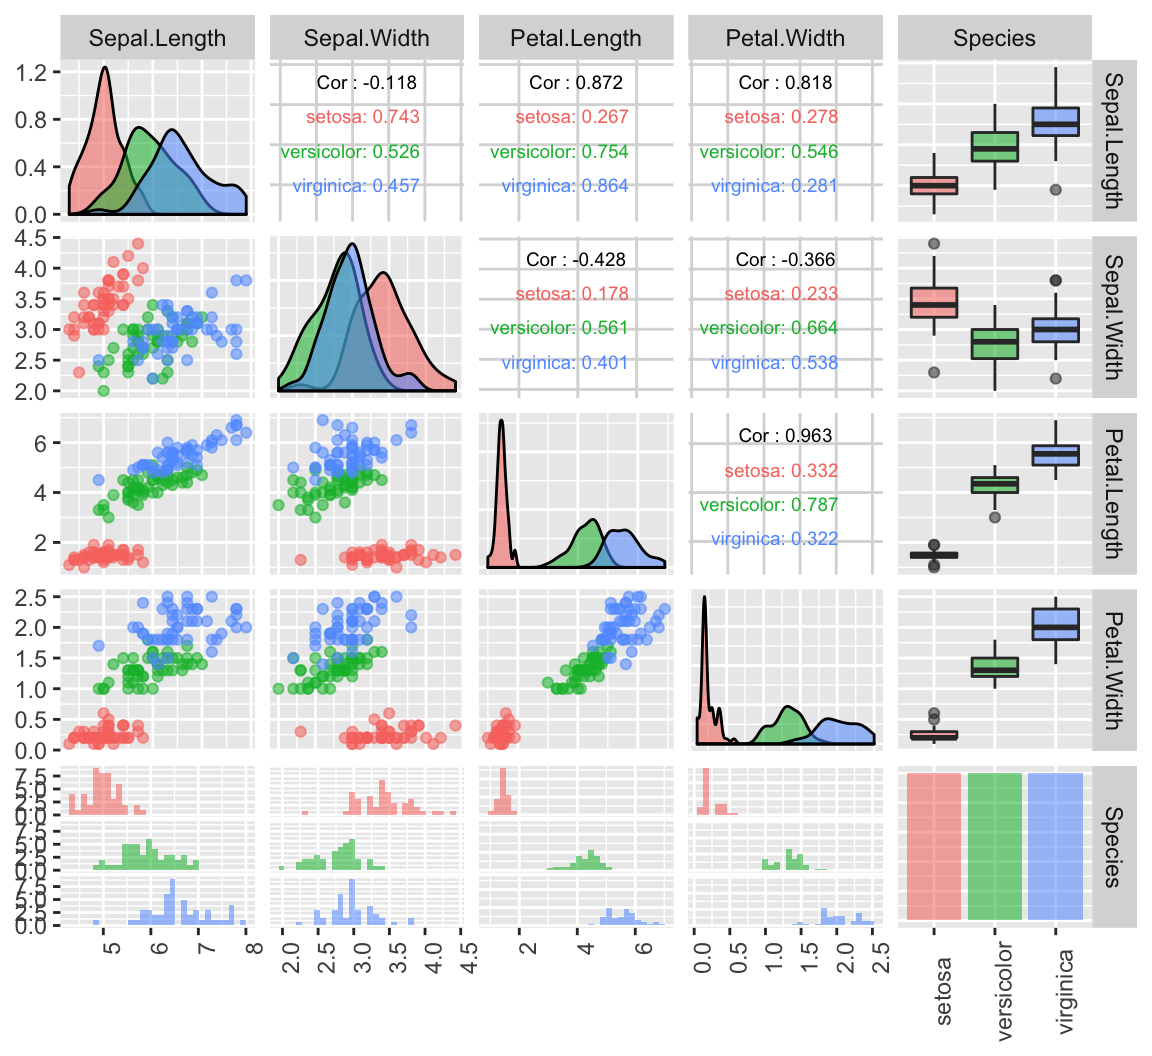 Sepal.Length Sepal.Width Petal.Length Petal.Width Species
1.2
0.8
0.4
0.0
Cor : -0.118
setosa: 0.743
versicolor: 0.526
virginica: 0.457
Cor : 0.872
setosa: 0.267
versicolor: 0.754
virginica: 0.864
Cor : 0.818
setosa: 0.278
versicolor: 0.546
virginica: 0.281
Sepal.Length
4.5
4.0
3.5
3.0
2.5
2.0
Cor : -0.428
setosa: 0.178
versicolor: 0.561
virginica: 0.401
Cor : -0.366
setosa: 0.233
versicolor: 0.664
virginica: 0.538
Sepal.Width
6
4
2
Cor : 0.963
setosa: 0.332
versicolor: 0.787
virginica: 0.322
Petal.Length
2.5
2.0
1.5
1.0
0.5
0.0
Petal.Width
7.5
5.0
2.5
0.0
7.5
5.0
2.5
0.0
7.5
5.0
2.5
0.0
Species
5 6 7 8
2.0 2.5 3.0 3.5 4.0 4.5
2 4 6
0.0 0.5 1.0 1.5 2.0 2.5
setosa versicolor virginica